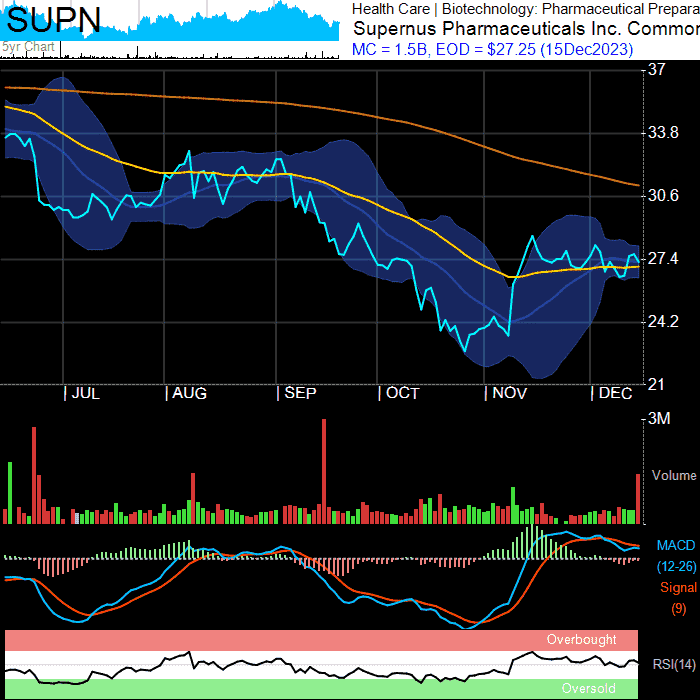 SUPN
5yr Chart
Health Care | Biotechnology: Pharmaceutical Prepara
Supernus Pharmaceuticals Inc. Common
MC = 1.5B, EOD = $27.25 (15Dec2023)
37
33.8
30.6
27.4
24.2
21
| JUL | AUG | SEP | OCT | NOV | DEC
3M
Volume
MACD
(12-26)
Signal
(9)
Overbought
RSI(14)
Oversold